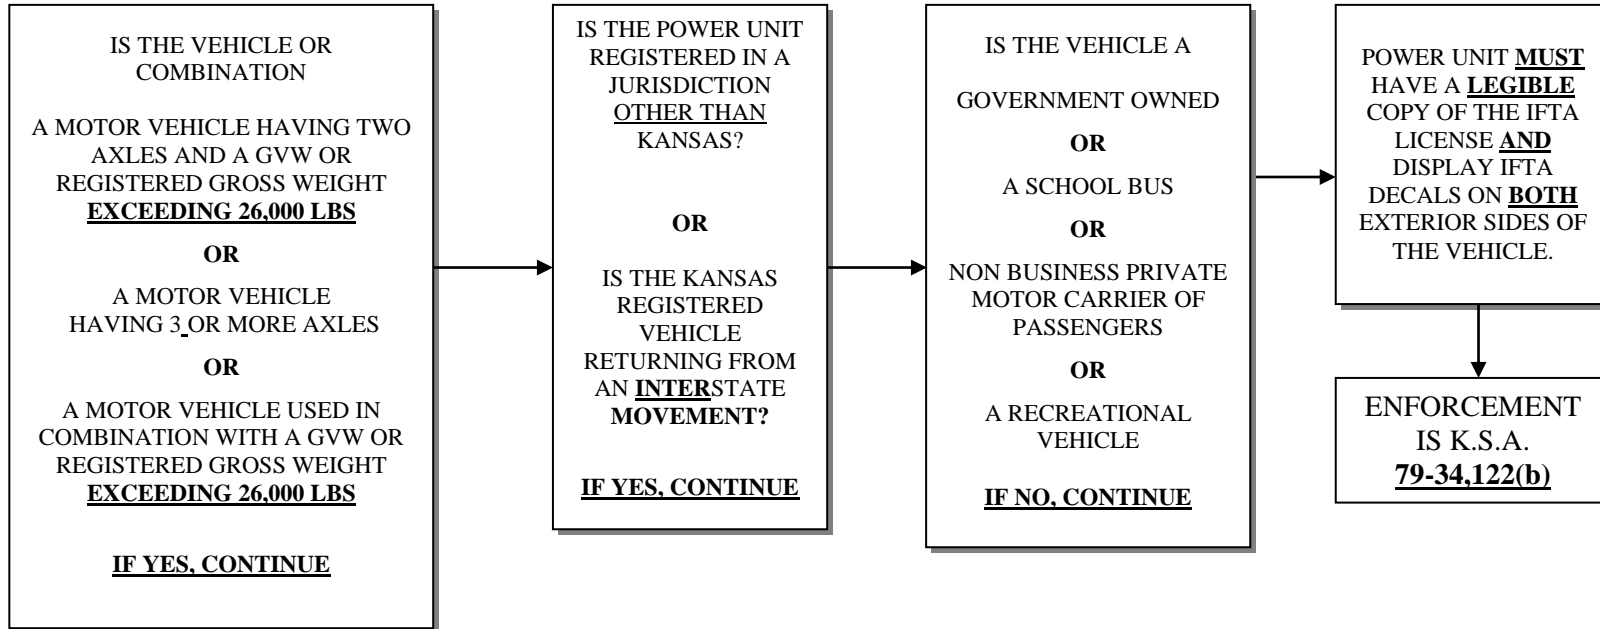 IS THE VEHICLE OR
COMBINATION
A MOTOR VEHICLE HAVING TWO
AXLES AND A GVW OR
REGISTERED GROSS WEIGHT
EXCEEDING 26,000 LBS
OR
A MOTOR VEHICLE
HAVING 3 OR MORE AXLES
OR
A MOTOR VEHICLE USED IN
COMBINATION WITH A GVW OR
REGISTERED GROSS WEIGHT
EXCEEDING 26,000 LBS
IF YES, CONTINUE
IS THE POWER UNIT
REGISTERED IN A
JURISDICTION
OTHER THAN
KANSAS?
OR
IS THE KANSAS
REGISTERED
VEHICLE
RETURNING FROM
AN INTERSTATE
MOVEMENT?
IF YES, CONTINUE
IS THE VEHICLE A
GOVERNMENT OWNED
OR
A SCHOOL BUS
OR
NON BUSINESS PRIVATE
MOTOR CARRIER OF
PASSENGERS
OR
A RECREATIONAL
VEHICLE
IF NO, CONTINUE
POWER UNIT MUST
HAVE A LEGIBLE
COPY OF THE IFTA
LICENSE AND
DISPLAY IFTA
DECALS ON BOTH
EXTERIOR SIDES OF
THE VEHICLE.
ENFORCEMENT
IS K.S.A.
79-34,122(b)